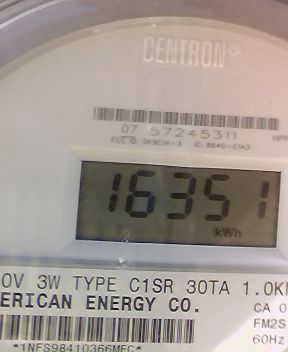 CENTRON®
07 57245311
16351
kWh
0V 3W TYPE C1SR 30TA 1.0K
ERICAN ENERGY CO.
CA 0
FM2S
60Hz
*1NFS98410366MFC*